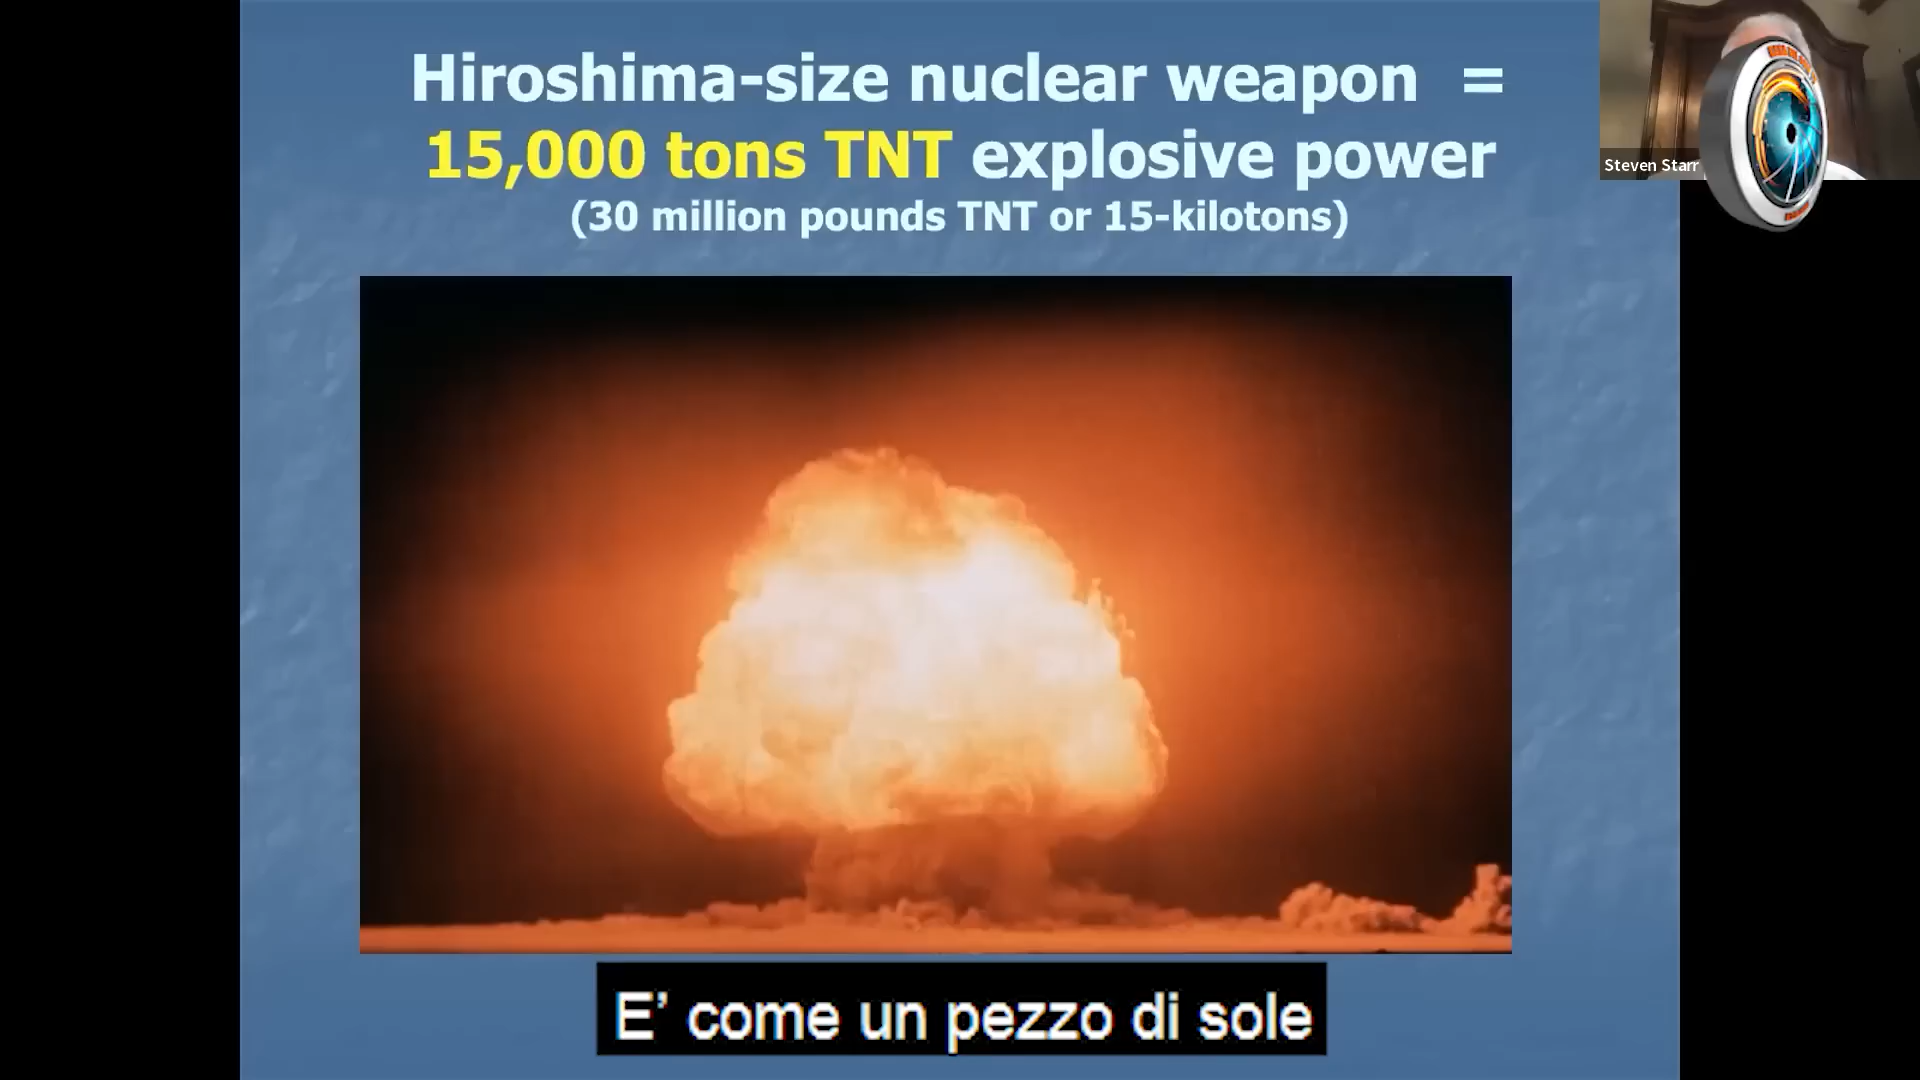 Hiroshima-size nuclear weapon =
15,000 tons TNT explosive power
(30 million pounds TNT or 15-kilotons)
Steven Starr
E’ come un pezzo di sole